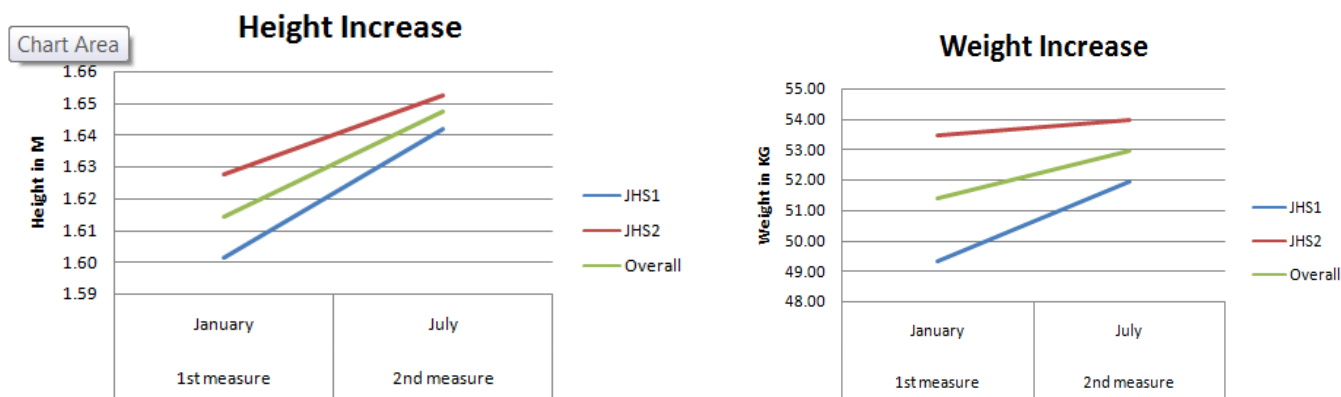 Height Increase
Chart Area
Height in M
1.66
1.65
1.64
1.63
1.62
1.61
1.60
1.59
January
July
1st measure
2nd measure
JHS1
JHS2
Overall
Weight Increase
Weight in KG
55.00
54.00
53.00
52.00
51.00
50.00
49.00
48.00
January
July
1st measure
2nd measure
JHS1
JHS2
Overall